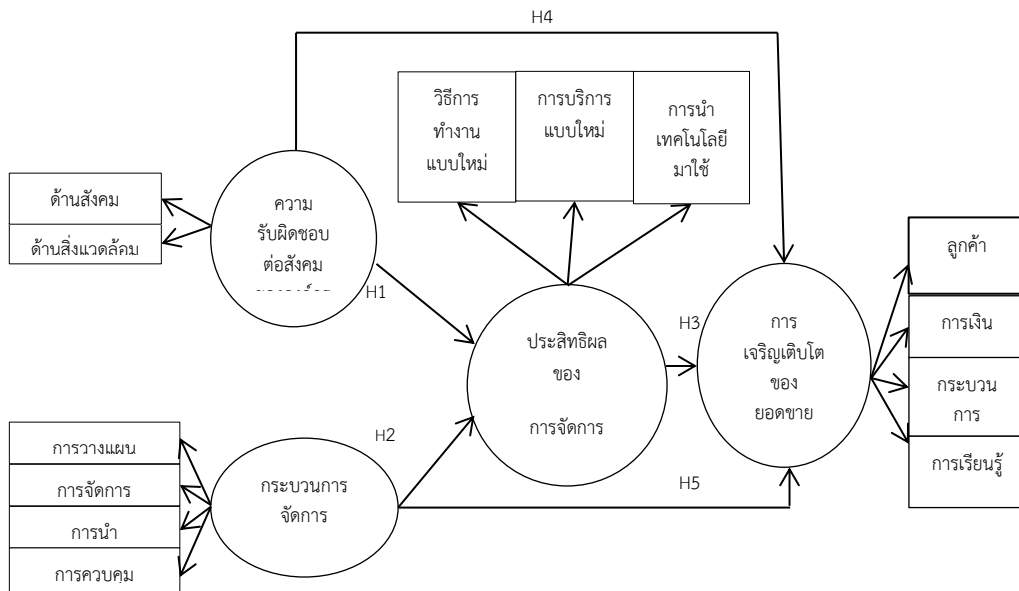 H4
วิธีการ
ทำงาน
แบบใหม่
การบริการ
แบบใหม่
การนำ
เทคโนโลยี
มาใช้
ด้านสังคม
ด้านสิ่งแวดล้อม
ความ
รับผิดชอบ
ต่อสังคม
H1
ประสิทธิผล
ของ
การจัดการ
H3
การ
เจริญเติบโต
ของ
ยอดขาย
ลูกค้า
การเงิน
กระบวน
การ
การเรียนรู้
การวางแผน
การจัดการ
การนำ
การควบคุม
กระบวนการ
จัดการ
H2
H5